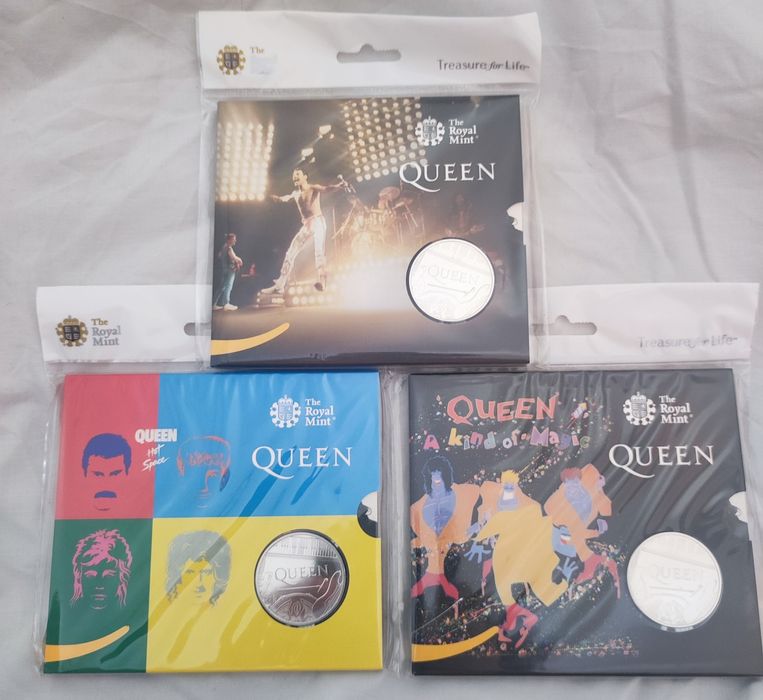 The
Treasure for Life
The
Royal
Mint
QUEEN
QUEEN
The
Royal
Mint
Treasure for Life
QUEEN
Hot
Space
The
Royal
Mint
QUEEN
QUEEN
QUEEN
A kind of Magic
The
Royal
Mint
QUEEN
QUEEN